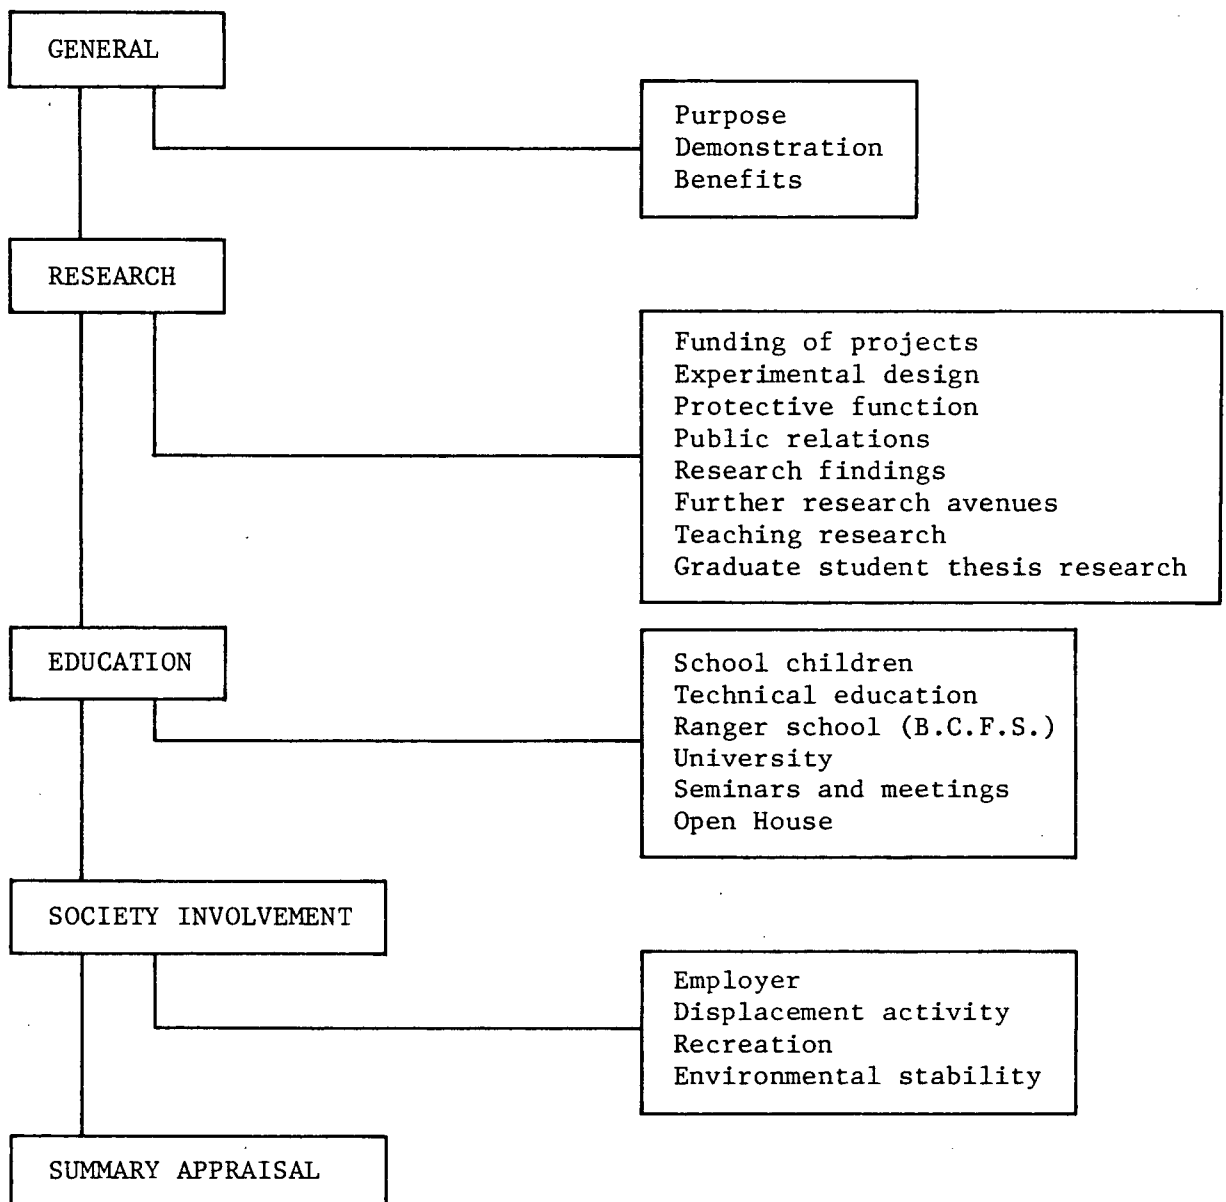 GENERAL
Purpose
Demonstration
Benefits
RESEARCH
Funding of projects
Experimental design
Protective function
Public relations
Research findings
Further research avenues
Teaching research
Graduate student thesis research
EDUCATION
School children
Technical education
Ranger school (B.C.F.S.)
University
Seminars and meetings
Open House
SOCIETY INVOLVEMENT
Employer
Displacement activity
Recreation
Environmental stability
SUMMARY APPRAISAL